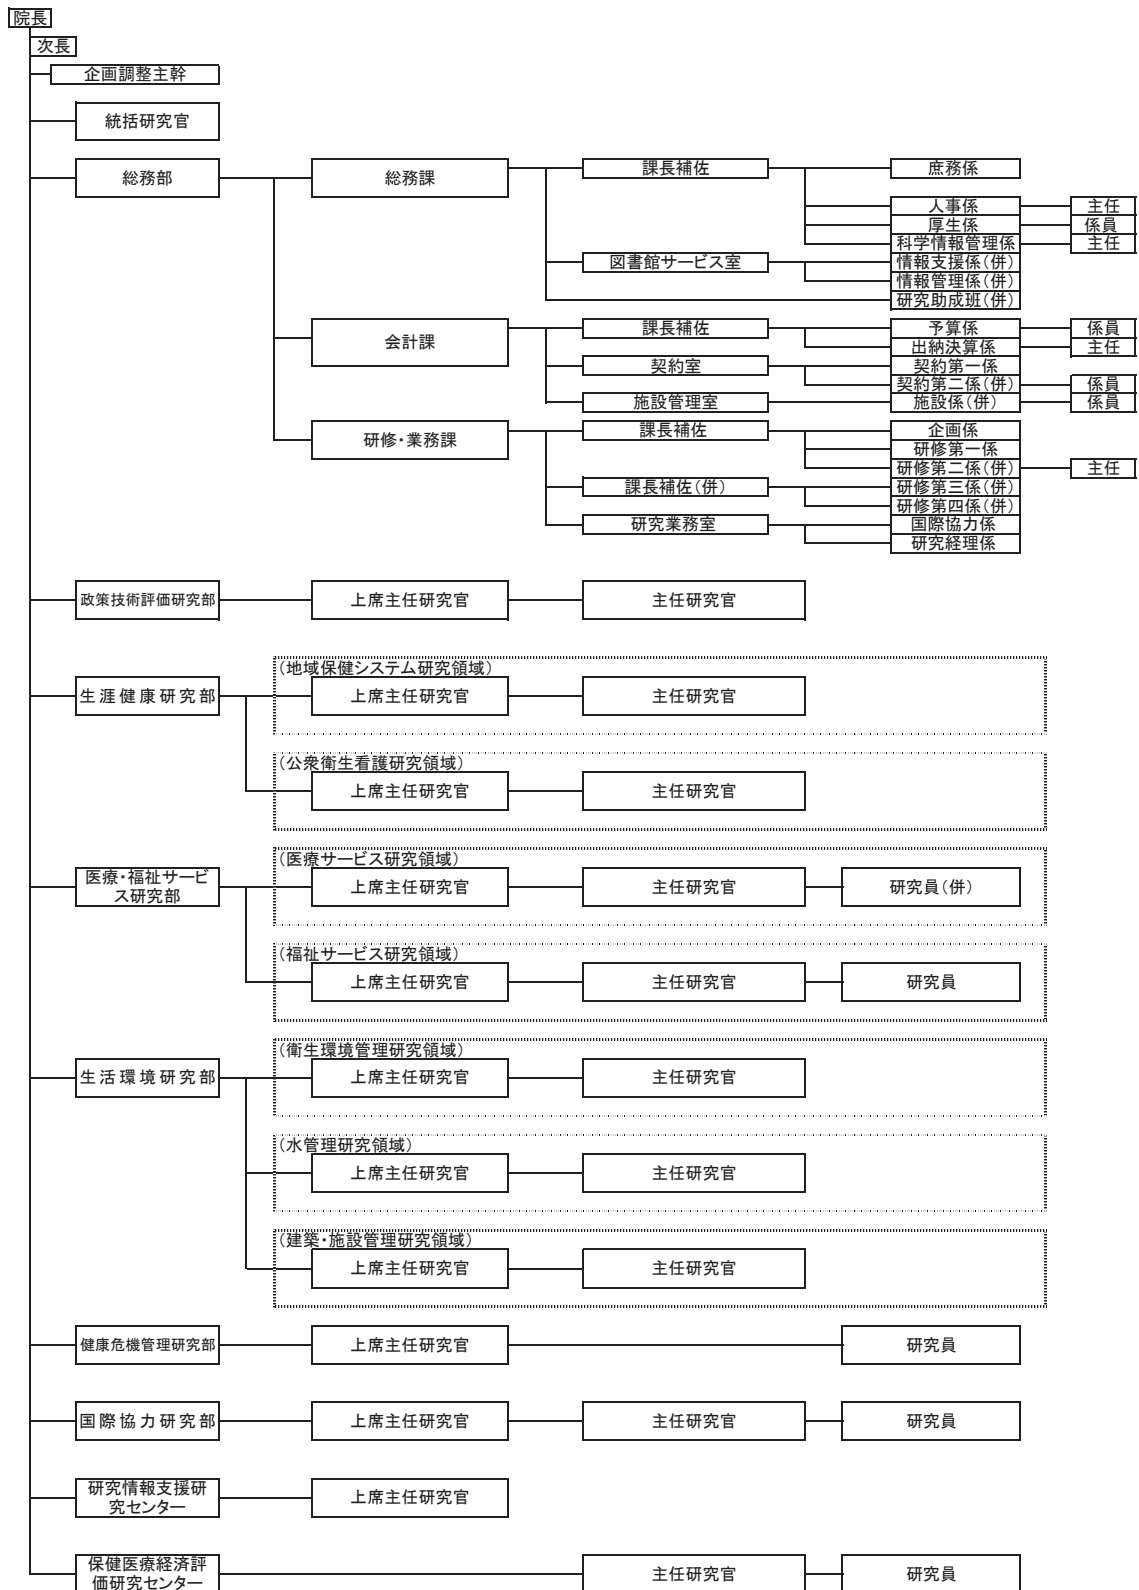 院長
次長
企画調整主幹
統括研究官
総務部
総務課
課長補佐
庶務係
人事係
主任
厚生係
係員
科学情報管理係
主任
図書館サービス室
情報支援係(併)
情報管理係(併)
研究助成班(併)
会計課
課長補佐
予算係
係員
出納決算係
主任
契約室
契約第一係
契約第二係(併)
係員
施設管理室
施設係(併)
係員
研修・業務課
課長補佐
企画係
研修第一係
研修第二係(併)
主任
課長補佐(併)
研修第三係(併)
研修第四係(併)
研究業務室
国際協力係
研究経理係
政策技術評価研究部
上席主任研究官
主任研究官
(地域保健システム研究領域)
生涯健康研究部
上席主任研究官
主任研究官
(公衆衛生看護研究領域)
上席主任研究官
主任研究官
(医療サービス研究領域)
医療・福祉サービ
ス研究部
上席主任研究官
主任研究官
研究員(併)
(福祉サービス研究領域)
上席主任研究官
主任研究官
研究員
(衛生環境管理研究領域)
生活環境研究部
上席主任研究官
主任研究官
(水管理研究領域)
上席主任研究官
主任研究官
(建築・施設管理研究領域)
上席主任研究官
主任研究官
健康危機管理研究部
上席主任研究官
研究員
国際協力研究部
上席主任研究官
主任研究官
研究員
研究情報支援研
究センター
上席主任研究官
保健医療経済評
価研究センター
主任研究官
研究員